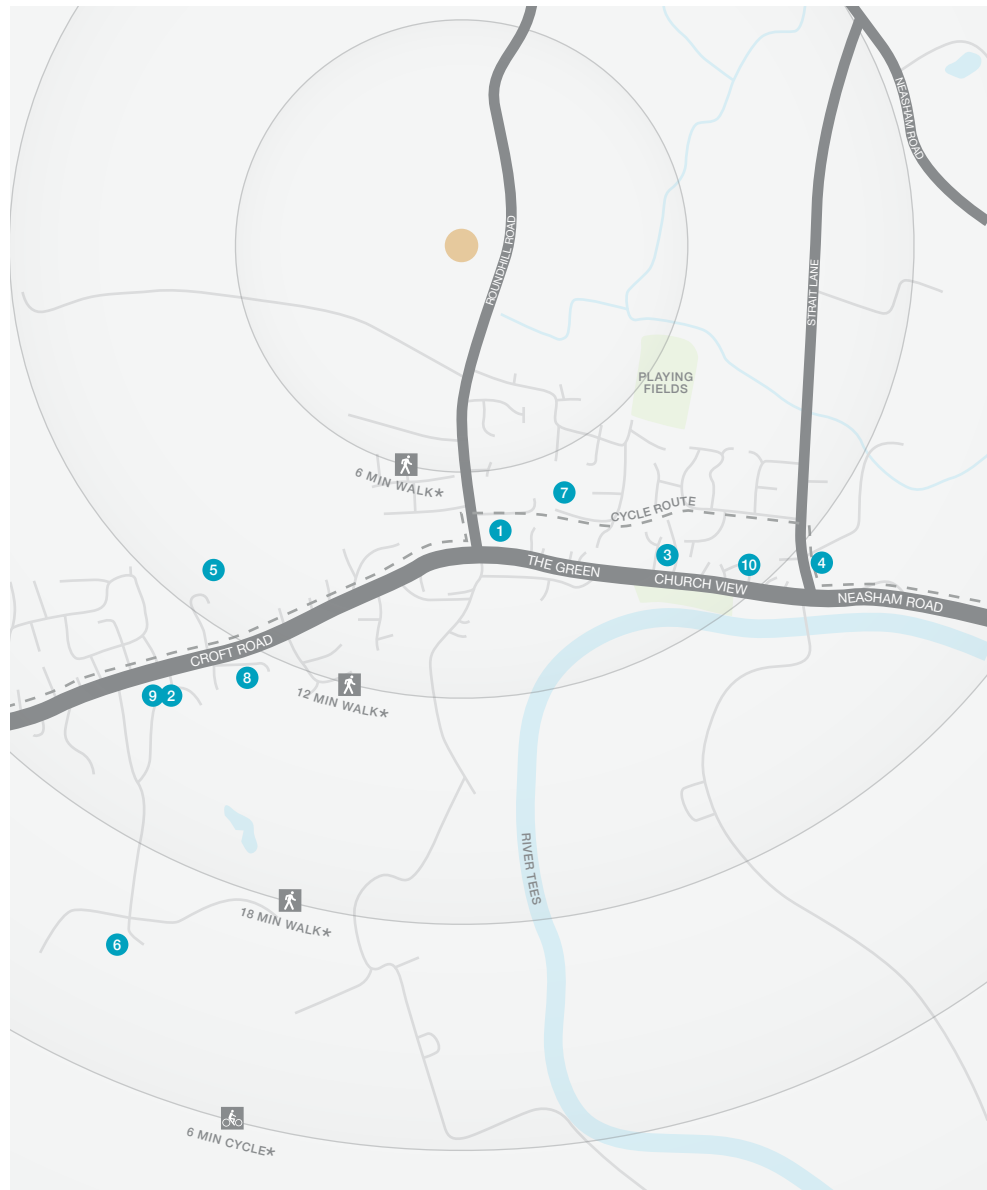 NEASHAM ROAD
ROUNDHILL ROAD
STRAIT LANE
PLAYING
FIELDS
6 MIN WALK*
7
CYCLE ROUTE
1
3
10
4
5
THE GREEN
CHURCH VIEW
NEASHAM ROAD
CROFT ROAD
8
9
2
12 MIN WALK*
RIVER TEES
18 MIN WALK*
6
6 MIN CYCLE*